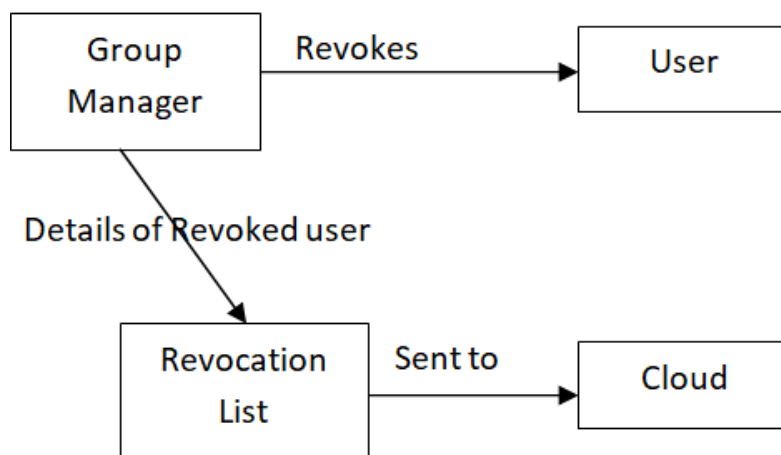 Group
Manager
Revokes
User
Details of Revoked user
Revocation
List
Sent to
Cloud